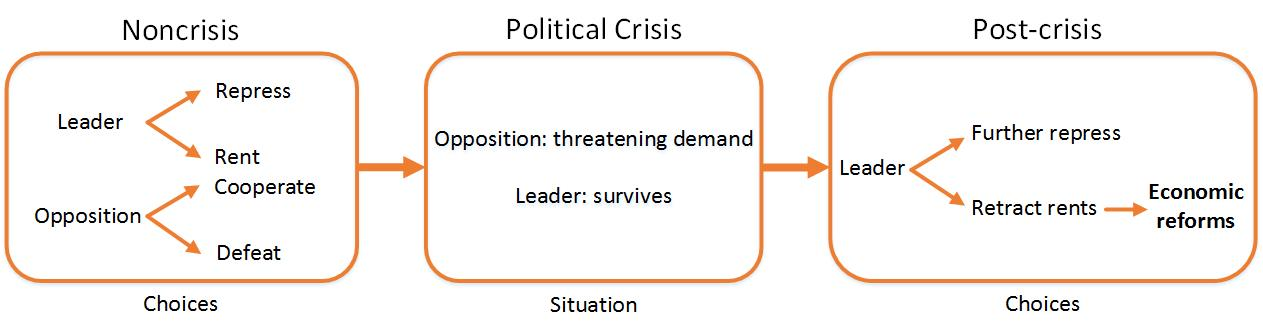 Noncrisis
Leader
Repress
Rent
Opposition
Cooperate
Defeat
Choices
Political Crisis
Opposition: threatening demand
Leader: survives
Situation
Post-crisis
Leader
Further repress
Retract rents
Economic
reforms
Choices